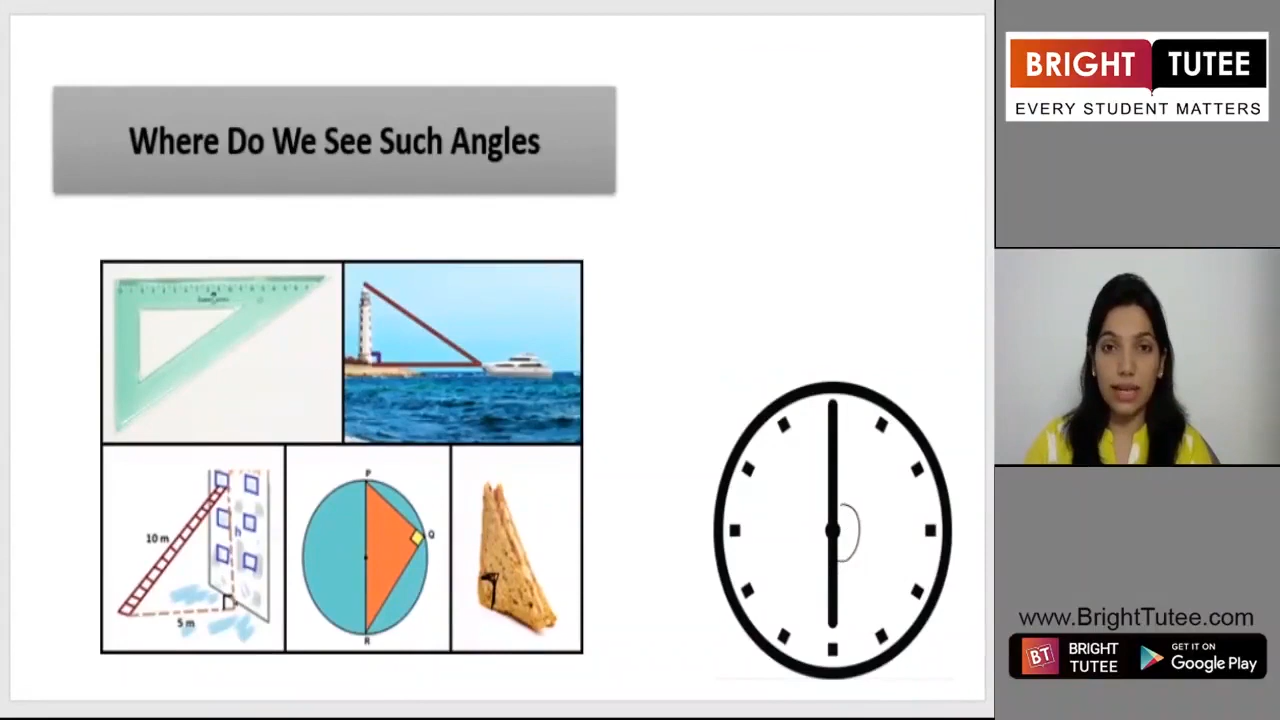 Where Do We See Such Angles
10 m
h
5 m
P
Q
R
BRIGHT TUTEE
EVERY STUDENT MATTERS
www.BrightTutee.com
BT
BRIGHT
TUTEE
GET IT ON
Google Play